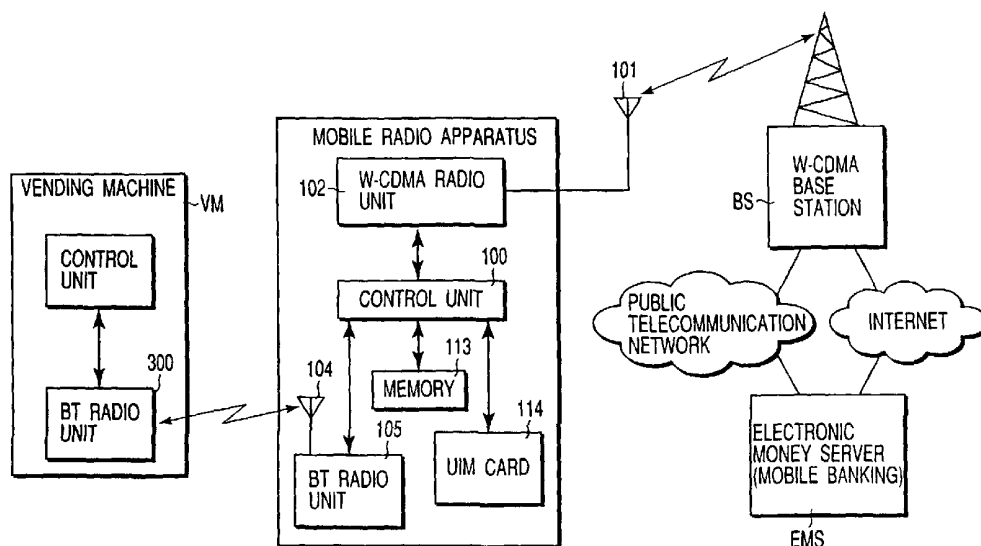 VENDING MACHINE
VM
CONTROL
UNIT
300
BT RADIO
UNIT
MOBILE RADIO APPARATUS
102
W-CDMA RADIO
UNIT
100
CONTROL UNIT
113
MEMORY
104
105
BT RADIO
UNIT
114
UIM CARD
101
W-CDMA
BASE
STATION
BS
PUBLIC
TELECOMMUNICATION
NETWORK
INTERNET
ELECTRONIC
MONEY SERVER
(MOBILE BANKING)
EMS